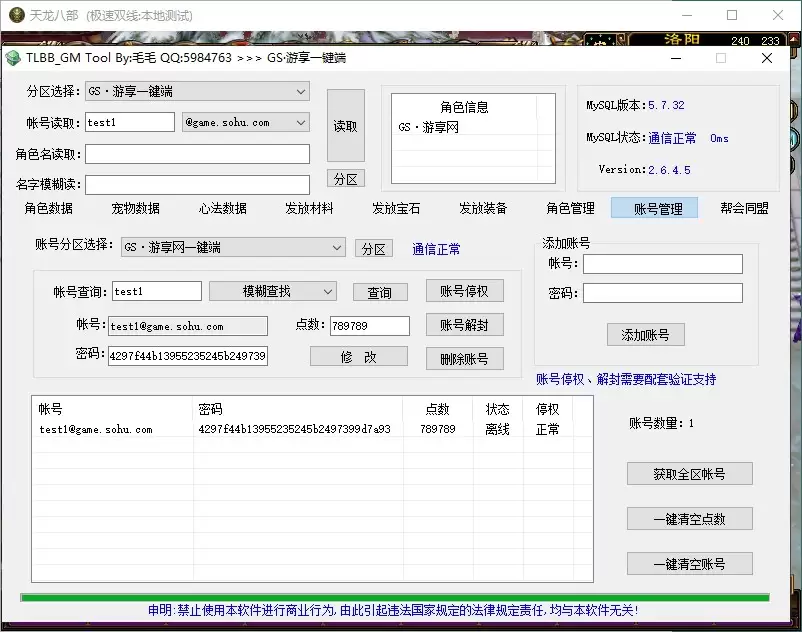 天龙八部 (极速双线:本地测试)
洛阳 240 233
TLBB_GM Tool By:毛毛 QQ:5984763 >>> GS·游享一键端
分区选择: GS·游享一键端
帐号读取: test1 @game.sohu.com 读取
角色名读取:
名字模糊读: 分区
角色信息
GS·游享网
MySQL版本:5.7.32
MySQL状态:通信正常 0ms
Version:2.6.4.5
角色数据 宠物数据 心法数据 发放材料 发放宝石 发放装备 角色管理 账号管理 帮会同盟
账号分区选择: GS·游享网一键端 分区 通信正常
帐号查询: test1 模糊查找 查询 账号停权
帐号: test1@game.sohu.com 点数: 789789 账号解封
密码: 4297f44b13955235245b249739 修 改 删除账号
添加账号
帐号:
密码:
添加账号
账号停权、解封需要配套验证支持
帐号 密码 点数 状态 停权
test1@game.sohu.com 4297f44b13955235245b2497399d7a93 789789 离线 正常
账号数量: 1
获取全区帐号
一键清空点数
一键清空账号
申明:禁止使用本软件进行商业行为,由此引起违法国家规定的法律规定责任,均与本软件无关!